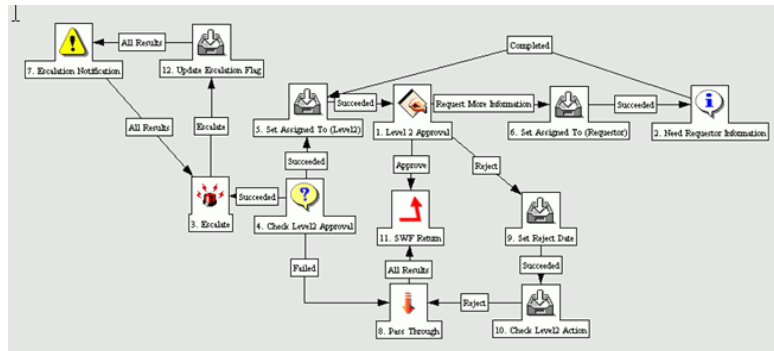 Completed
All Results
7. Escalation Notification
12. Update Escalation Flag
Succeeded
Request More Information
Succeeded
5. Set Assigned To (Level2)
1. Level 2 Approval
6. Set Assigned To (Requestor)
2. Need Requestor Information
All Results
Escalate
Succeeded
Approve
Reject
Succeeded
3. Escalate
4. Check Level2 Approval
11. SWF Return
9. Set Reject Date
Failed
All Results
Succeeded
Reject
8. Pass Through
10. Check Level2 Action